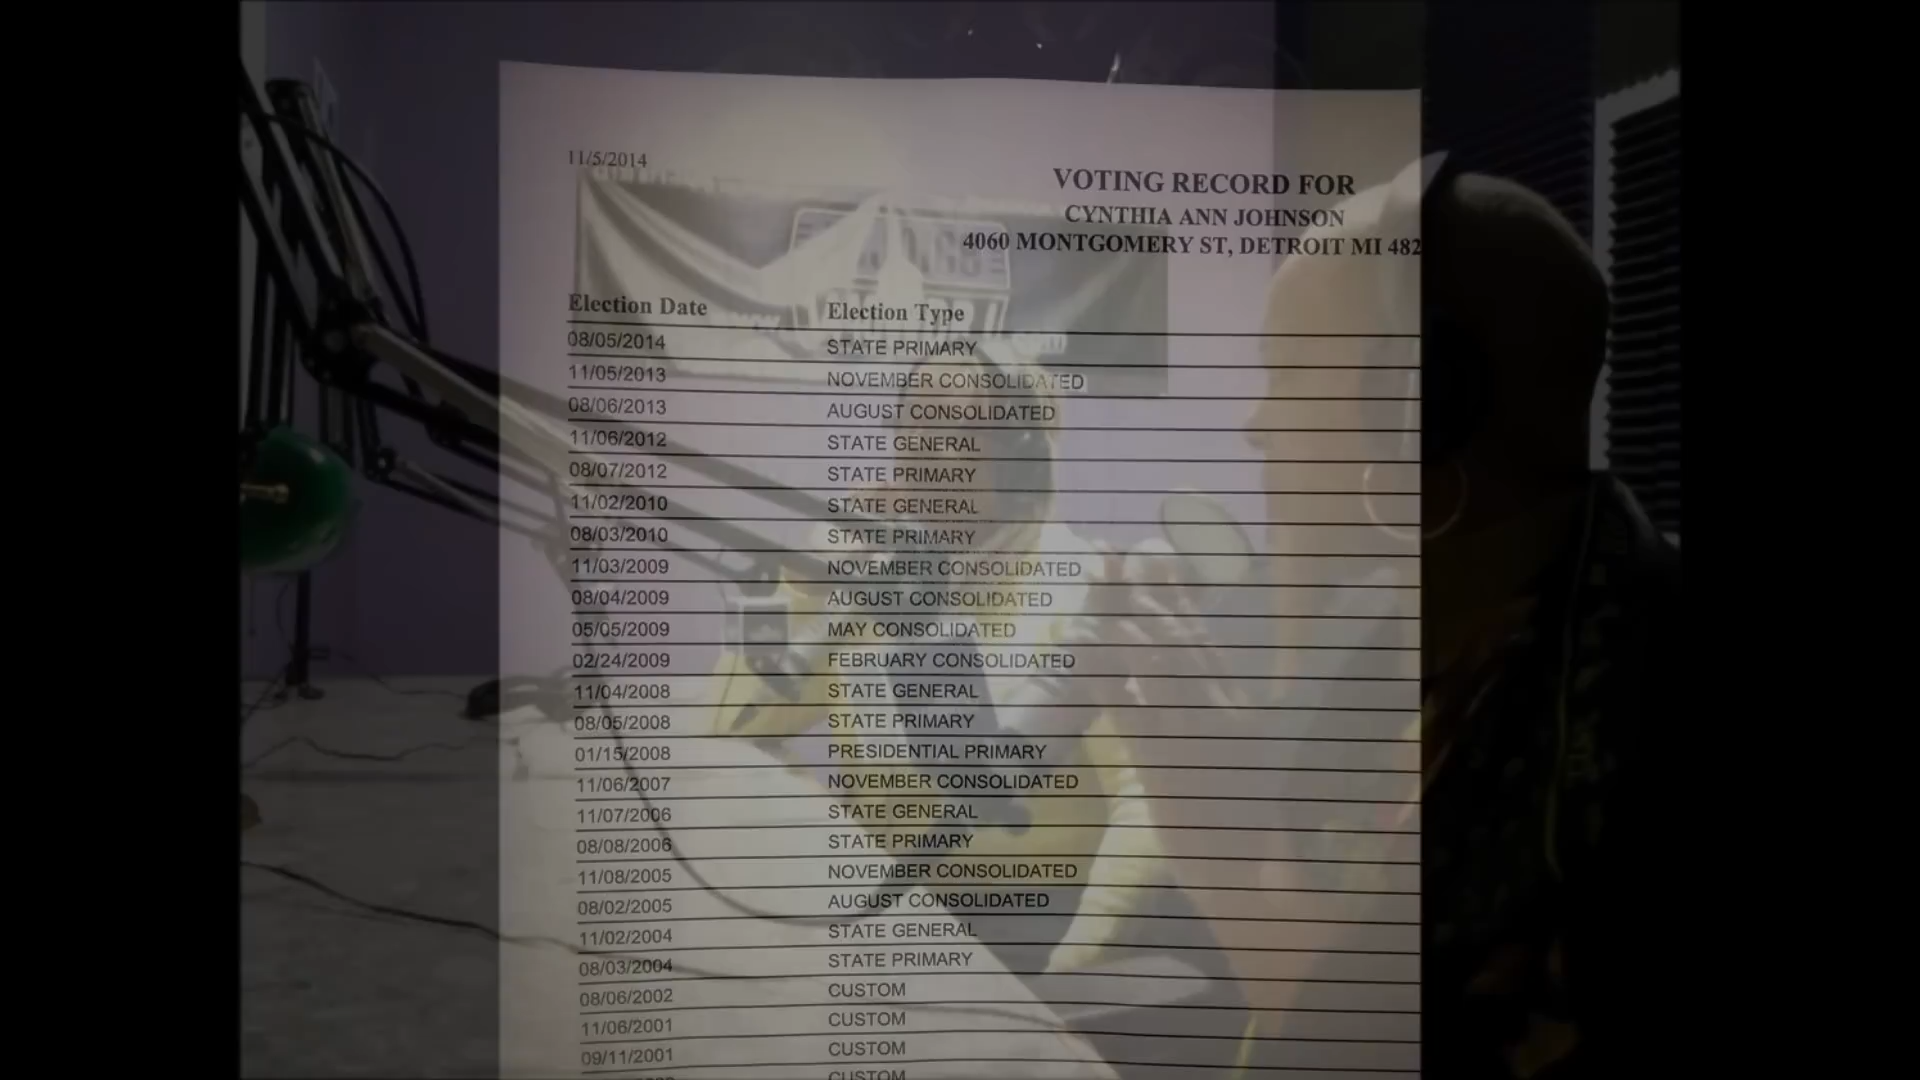 11/5/2014
VOTING RECORD FOR
CYNTHIA ANN JOHNSON
4060 MONTGOMERY ST, DETROIT MI 482
Election Date Election Type
08/05/2014 STATE PRIMARY
11/05/2013 NOVEMBER CONSOLIDATED
08/06/2013 AUGUST CONSOLIDATED
11/06/2012 STATE GENERAL
08/07/2012 STATE PRIMARY
11/02/2010 STATE GENERAL
08/03/2010 STATE PRIMARY
11/03/2009 NOVEMBER CONSOLIDATED
08/04/2009 AUGUST CONSOLIDATED
05/05/2009 MAY CONSOLIDATED
02/24/2009 FEBRUARY CONSOLIDATED
11/04/2008 STATE GENERAL
08/05/2008 STATE PRIMARY
01/15/2008 PRESIDENTIAL PRIMARY
11/06/2007 NOVEMBER CONSOLIDATED
11/07/2006 STATE GENERAL
08/08/2006 STATE PRIMARY
11/08/2005 NOVEMBER CONSOLIDATED
08/02/2005 AUGUST CONSOLIDATED
11/02/2004 STATE GENERAL
08/03/2004 STATE PRIMARY
08/06/2002 CUSTOM
11/06/2001 CUSTOM
09/11/2001 CUSTOM
CUSTOM